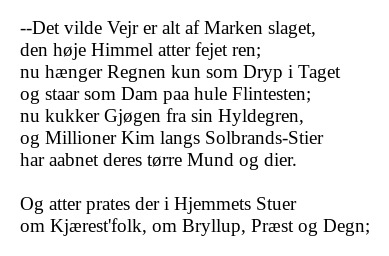 --Det vilde Vejr er alt af Marken slaget,
den høje Himmel atter fejet ren;
nu hænger Regnen kun som Dryp i Taget
og staar som Dam paa hule Flintesten;
nu kukker Gjøgen fra sin Hyldegren,
og Millioner Kim langs Solbrands-Stier
har aabnet deres tørre Mund og dier.

Og atter prates der i Hjemmets Stuer
om Kjærest'folk, om Bryllup, Præst og Degn;